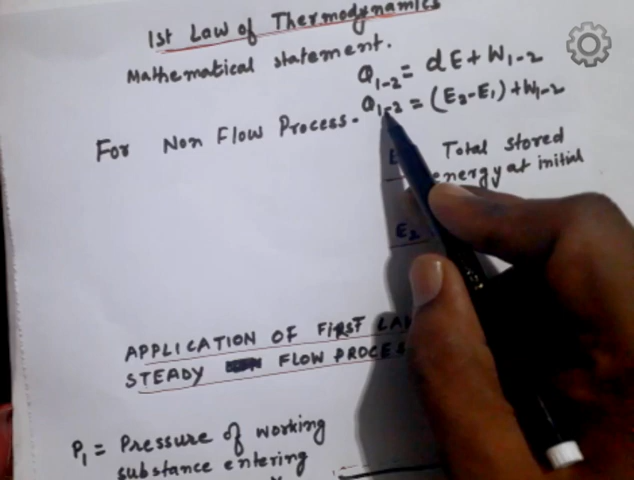 1st Law of Thermodynamics
Mathematical statement.
Q1-2 = dE + W1-2
Q1-2 = (E2-E1) + W1-2
For Non Flow Process-
E Total stored
energy at initial
E2
APPLICATION OF FIRST LA
STEADY FLOW PROCES
P1 = Pressure of working
substance entering